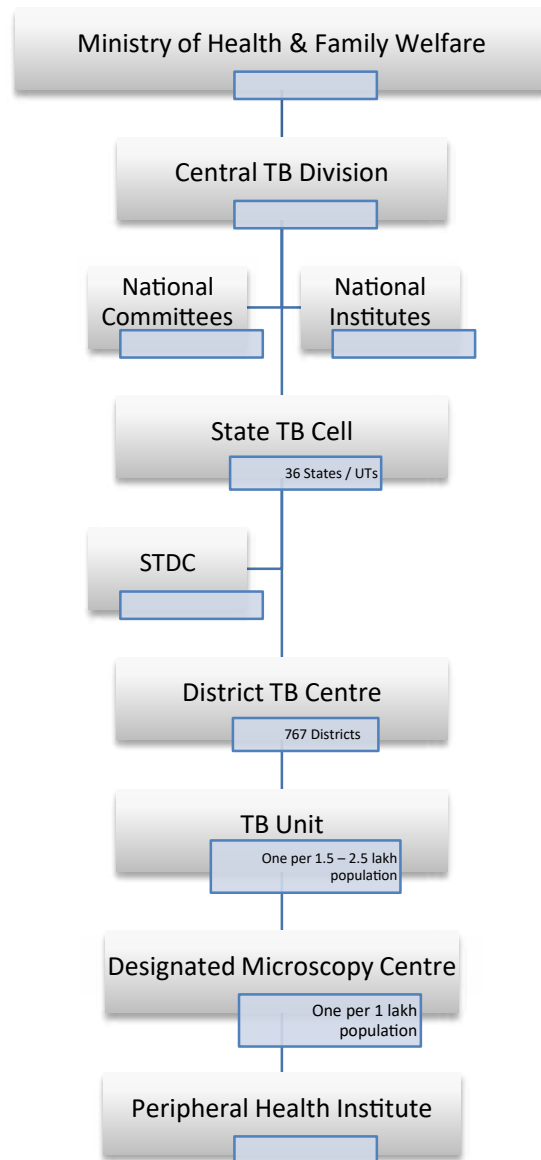 Ministry of Health & Family Welfare
Central TB Division
National
Committees
National
Institutes
State TB Cell
36 States / UTs
STDC
District TB Centre
767 Districts
TB Unit
One per 1.5 – 2.5 lakh
population
Designated Microscopy Centre
One per 1 lakh
population
Peripheral Health Institute